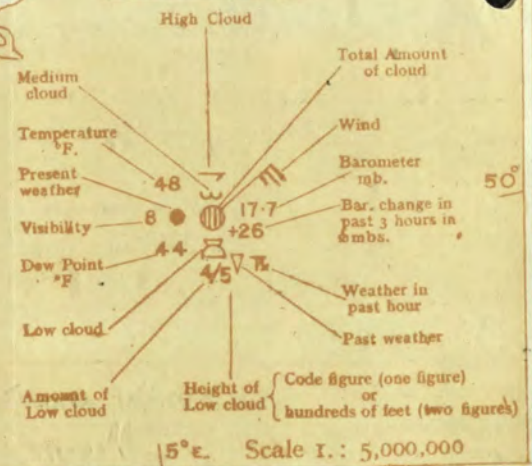 High Cloud
Total Amount
of cloud
Medium
cloud
Wind
Temperature
°F.
48
Barometer
mb.
50°
Present
weather
17·7
Visibility
8
+26
Bar. change in
past 3 hours in
mbs.
Dew Point
°F
44
4/5
Weather in
past hour
Low cloud
Past weather
Amount of
Low cloud
Height of
Low cloud
Code figure (one figure)
or
hundreds of feet (two figures)
5°E.
Scale 1.: 5,000,000